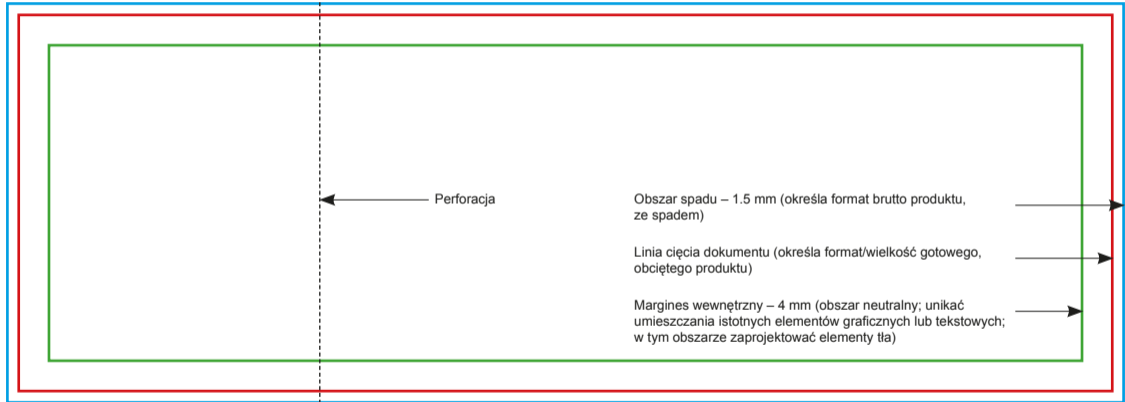 Perforacja
Obszar spadu – 1.5 mm (określa format brutto produktu,
ze spadem)
Linia cięcia dokumentu (określa format/wielkość gotowego,
obciętego produktu)
Margines wewnętrzny – 4 mm (obszar neutralny; unikać
umieszczania istotnych elementów graficznych lub tekstowych;
w tym obszarze zaprojektować elementy tła)